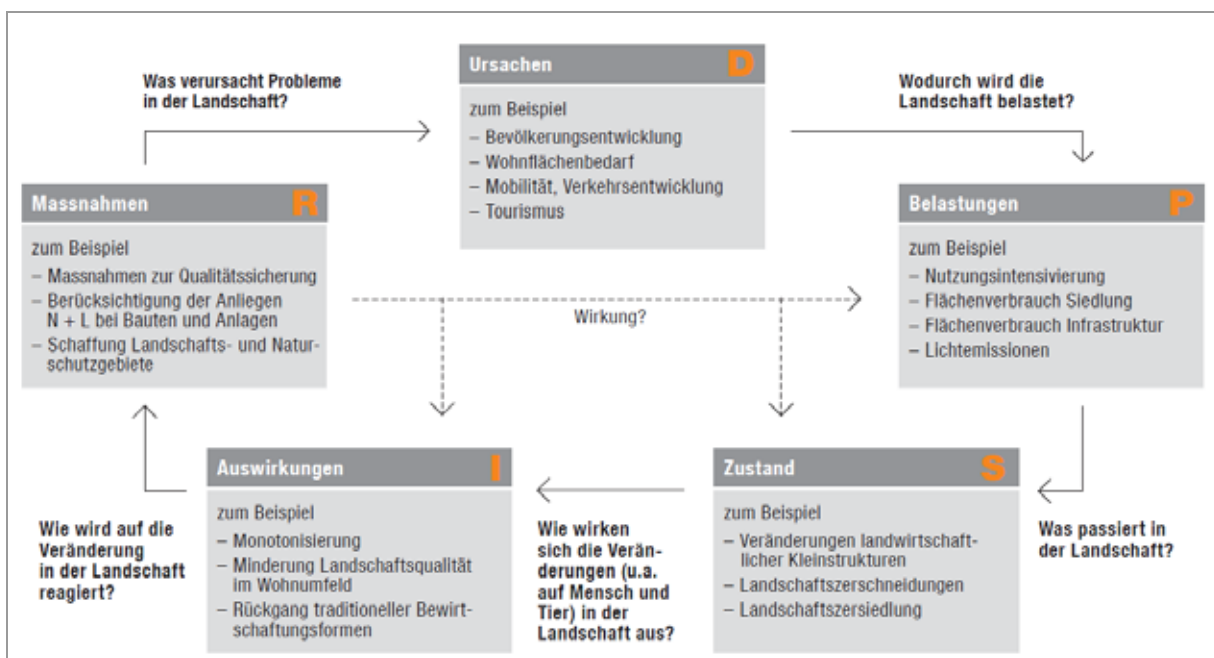 Was verursacht Probleme
in der Landschaft?
Ursachen D
zum Beispiel
– Bevölkerungsentwicklung
– Wohnflächenbedarf
– Mobilität, Verkehrsentwicklung
– Tourismus
Wodurch wird die
Landschaft belastet?
Massnahmen R
zum Beispiel
– Massnahmen zur Qualitätssicherung
– Berücksichtigung der Anliegen
N + L bei Bauten und Anlagen
– Schaffung Landschafts- und Natur-
schutzgebiete
Wirkung?
Belastungen P
zum Beispiel
– Nutzungsintensivierung
– Flächenverbrauch Siedlung
– Flächenverbrauch Infrastruktur
– Lichtemissionen
Wie wird auf die
Veränderung
in der Landschaft
reagiert?
Auswirkungen I
zum Beispiel
– Monotonisierung
– Minderung Landschaftsqualität
im Wohnumfeld
– Rückgang traditioneller Bewirt-
schaftungsformen
Wie wirken
sich die Verän-
derungen (u.a.
auf Mensch und
Tier) in der
Landschaft aus?
Zustand S
zum Beispiel
– Veränderungen landwirtschaft-
licher Kleinstrukturen
– Landschaftszerschneidungen
– Landschaftszersiedlung
Was passiert in
der Landschaft?